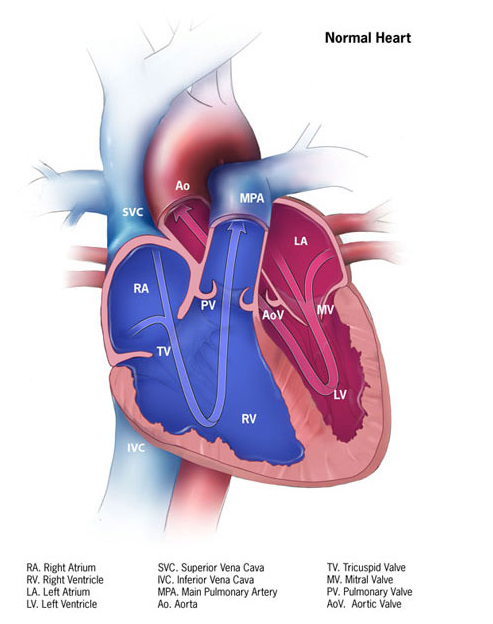 Normal Heart
Ao
MPA
SVC
LA
RA
PV
AoV
MV
TV
LV
RV
IVC
RA. Right Atrium
RV. Right Ventricle
LA. Left Atrium
LV. Left Ventricle
SVC. Superior Vena Cava
IVC. Inferior Vena Cava
MPA. Main Pulmonary Artery
Ao. Aorta
TV. Tricuspid Valve
MV. Mitral Valve
PV. Pulmonary Valve
AoV. Aortic Valve